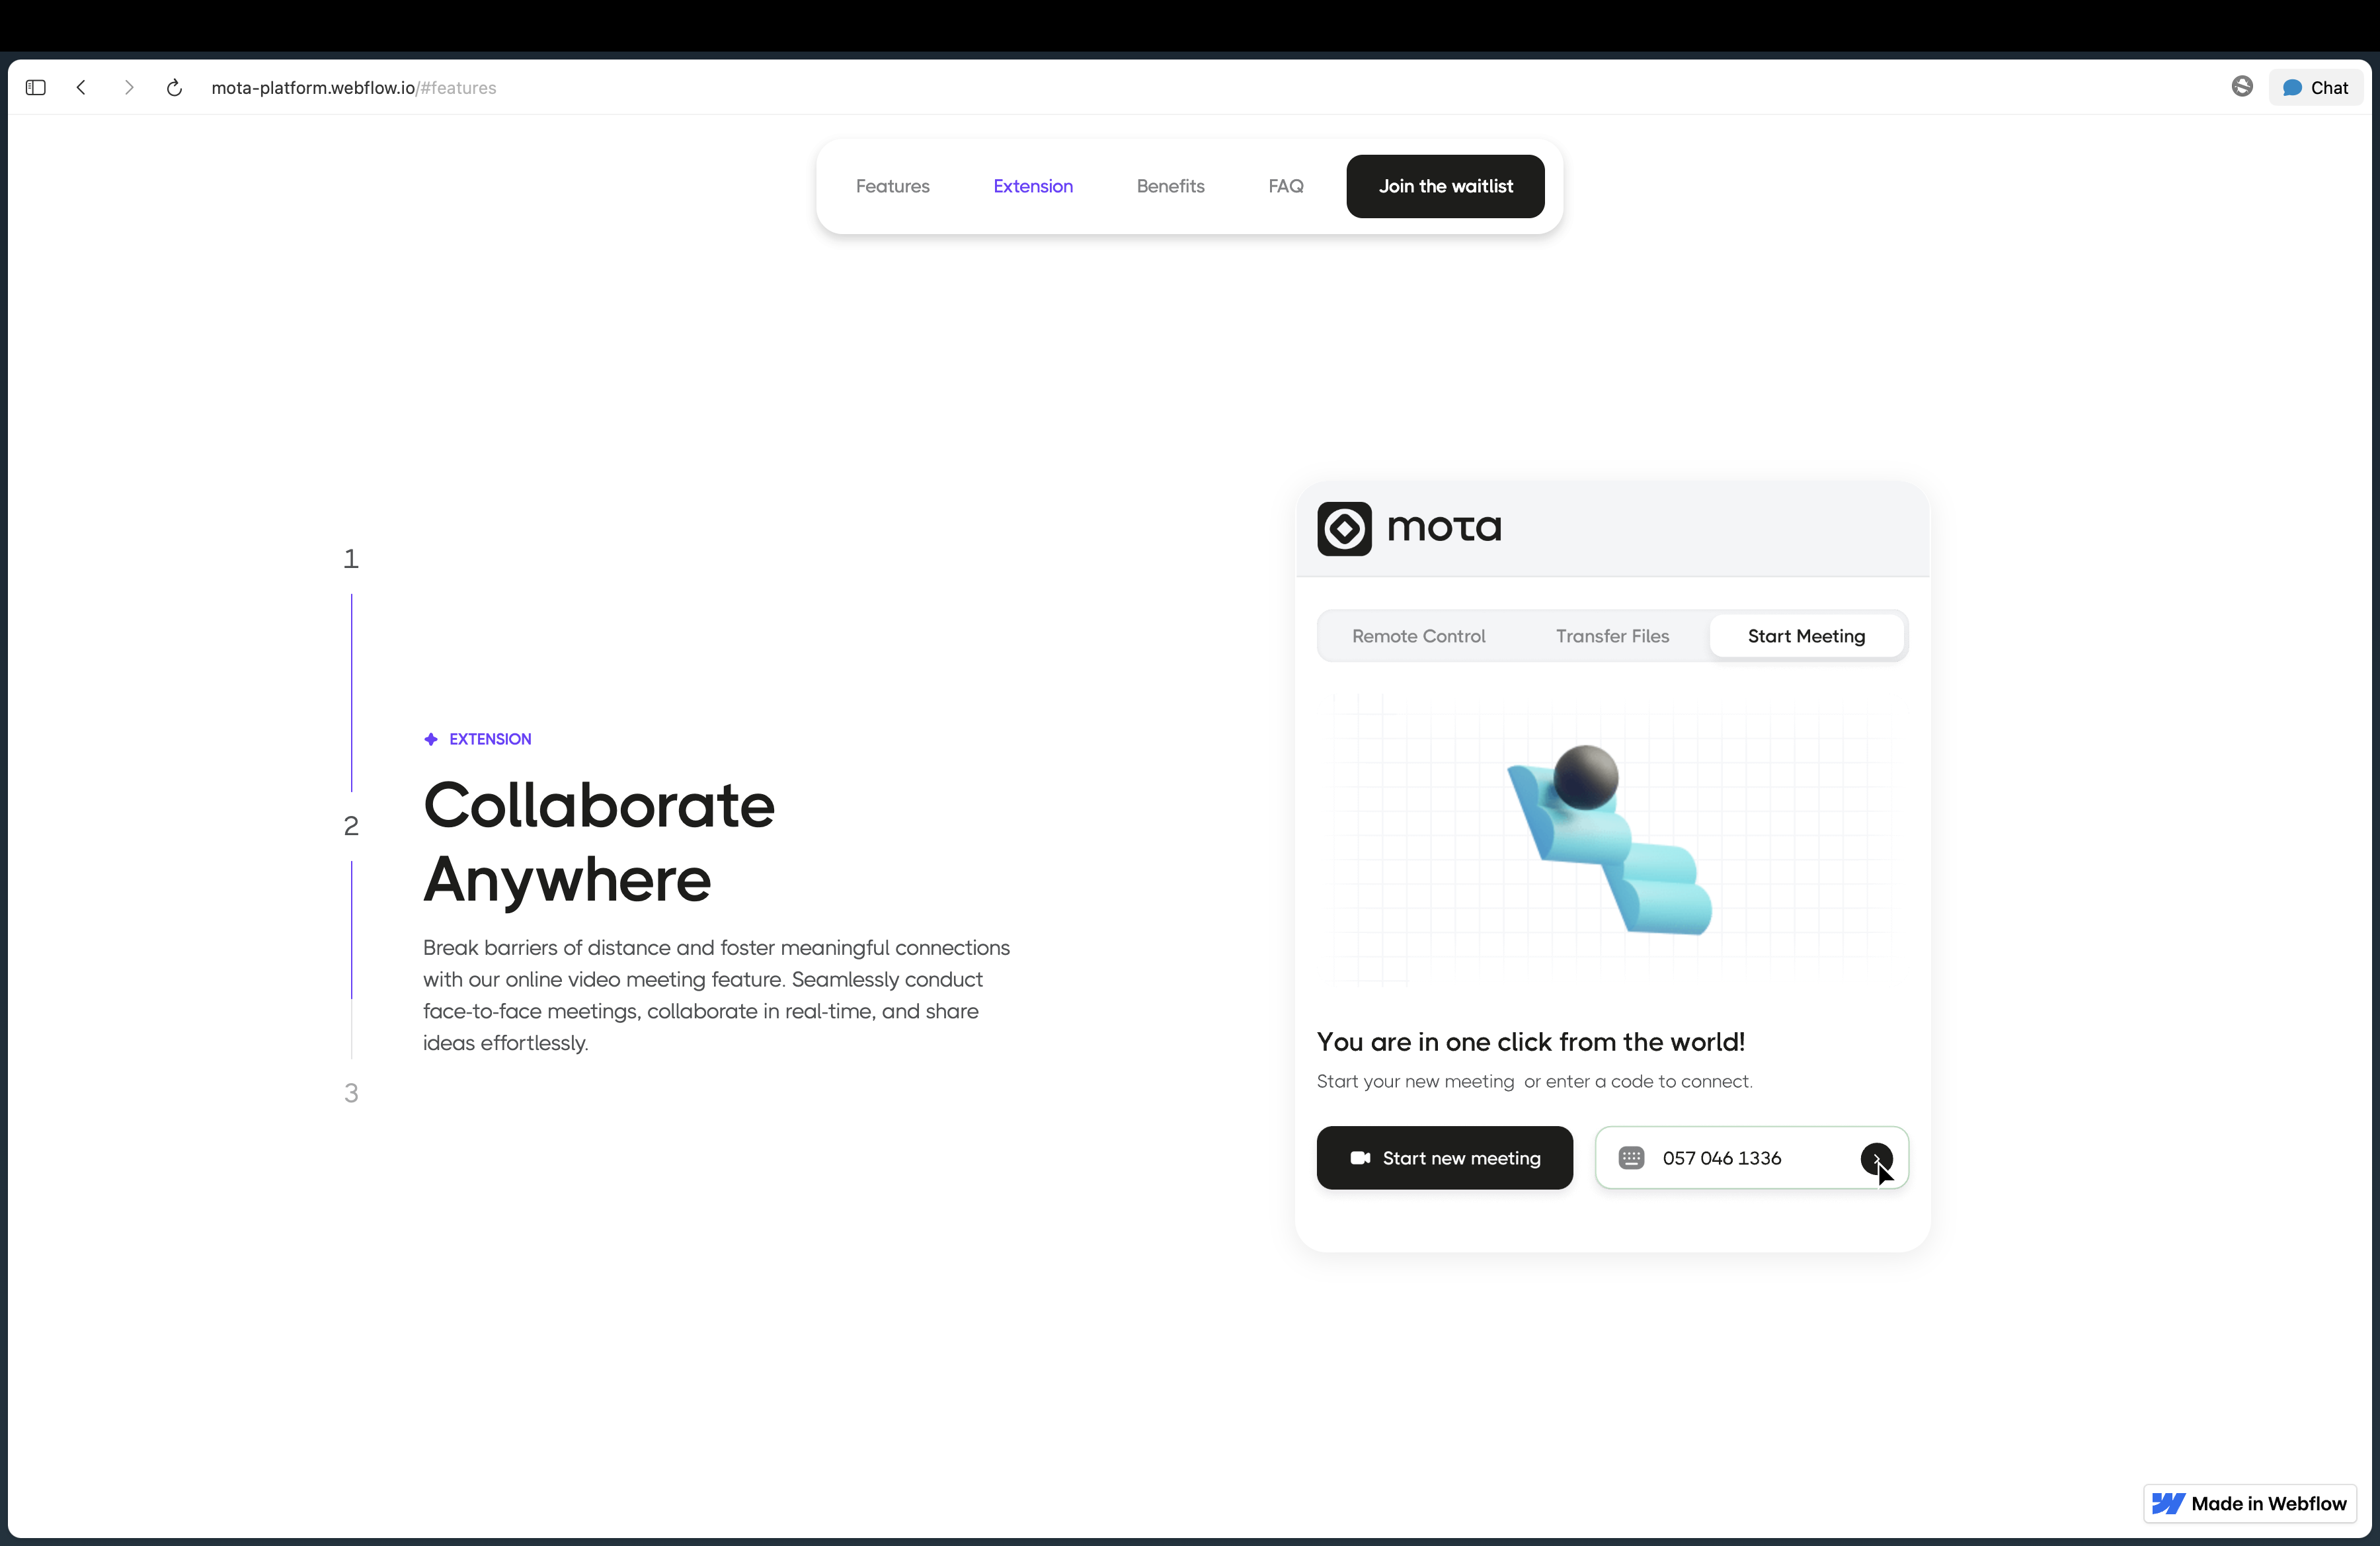 mota-platform.webflow.io/#features
Chat
Features
Extension
Benefits
FAQ
Join the waitlist
1
2
3
EXTENSION
Collaborate
Anywhere
Break barriers of distance and foster meaningful connections
with our online video meeting feature. Seamlessly conduct
face-to-face meetings, collaborate in real-time, and share
ideas effortlessly.
mota
Remote Control
Transfer Files
Start Meeting
You are in one click from the world!
Start your new meeting  or enter a code to connect.
Start new meeting
057 046 1336
Made in Webflow